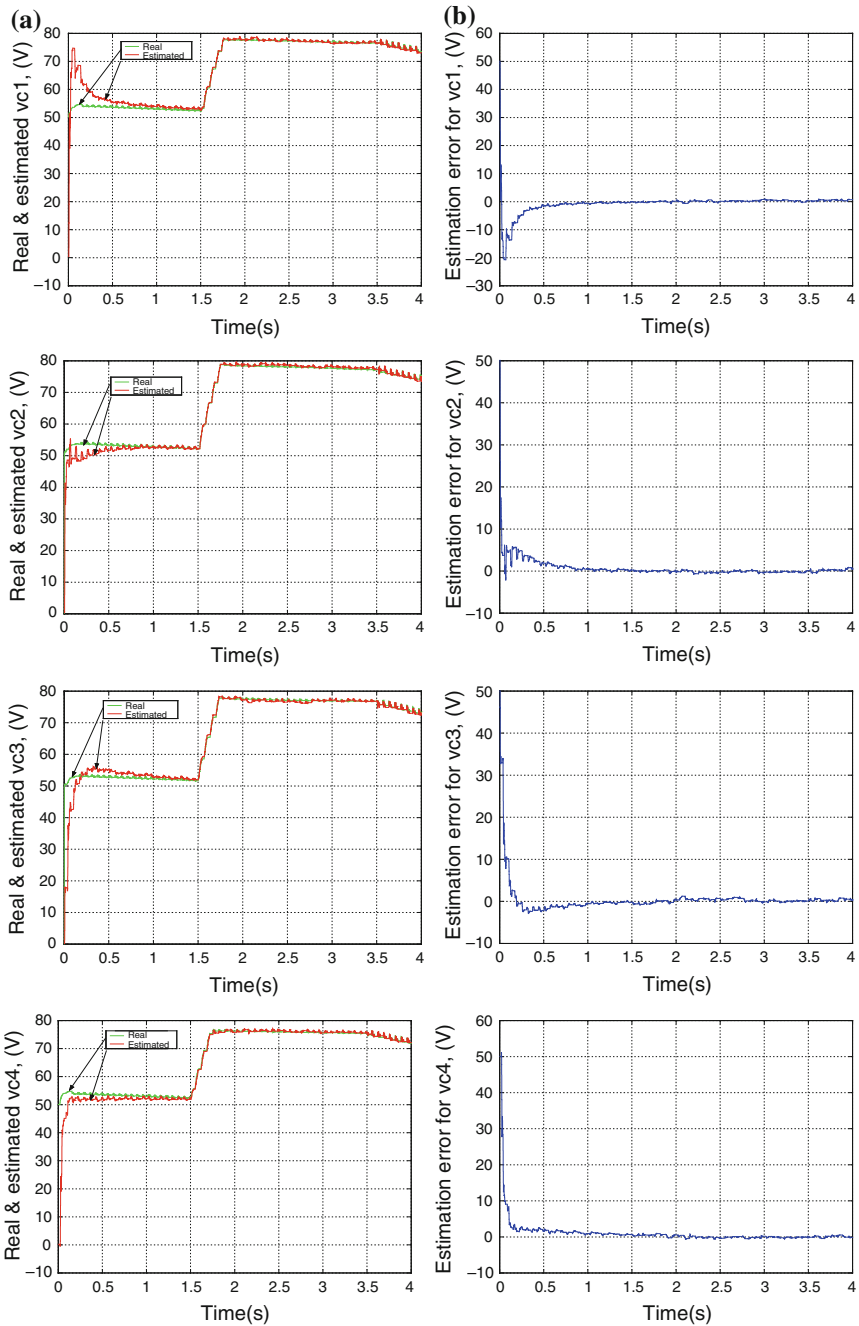 (a)
Real & estimated vc1, (V)
80
70
60
50
40
30
20
10
0
−10
Real
Estimated
0 0.5 1 1.5 2 2.5 3 3.5 4
Time(s)
(b)
Estimation error for vc1, (V)
60
50
40
30
20
10
0
−10
−20
−30
0 0.5 1 1.5 2 2.5 3 3.5 4
Time(s)
Real & estimated vc2, (V)
80
70
60
50
40
30
20
10
0
Real
Estimated
0 0.5 1 1.5 2 2.5 3 3.5 4
Time(s)
Estimation error for vc2, (V)
50
40
30
20
10
0
−10
0 0.5 1 1.5 2 2.5 3 3.5 4
Time(s)
Real & estimated vc3, (V)
80
70
60
50
40
30
20
10
0
Real
Estimated
0 0.5 1 1.5 2 2.5 3 3.5 4
Time(s)
Estimation error for vc3, (V)
50
40
30
20
10
0
−10
0 0.5 1 1.5 2 2.5 3 3.5 4
Time(s)
Real & estimated vc4, (V)
80
70
60
50
40
30
20
10
0
−10
Real
Estimated
0 0.5 1 1.5 2 2.5 3 3.5 4
Time(s)
Estimation error for vc4, (V)
60
50
40
30
20
10
0
−10
0 0.5 1 1.5 2 2.5 3 3.5 4
Time(s)